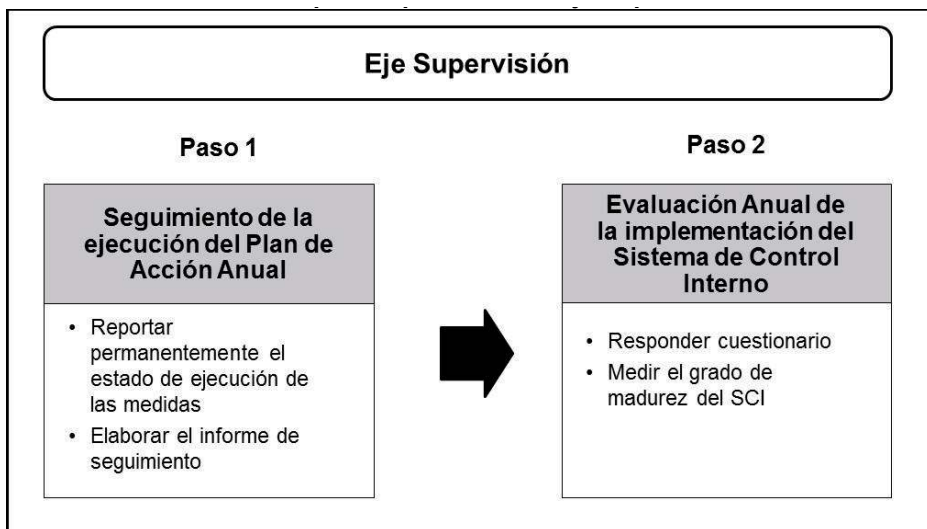 Eje Supervisión
Paso 1
Seguimiento de la
ejecución del Plan de
Acción Anual
• Reportar
permanentemente el
estado de ejecución de
las medidas
• Elaborar el informe de
seguimiento
Paso 2
Evaluación Anual de
la implementación del
Sistema de Control
Interno
• Responder cuestionario
• Medir el grado de
madurez del SCI